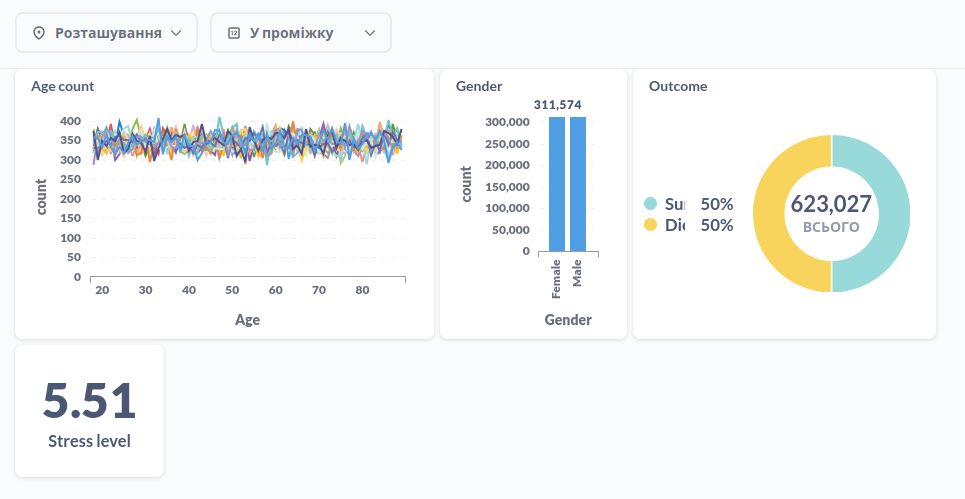 Розташування
У проміжку
Age count
400
350
300
250
200
150
100
50
0
count
20 30 40 50 60 70 80
Age
Gender
311,574
300,000
250,000
200,000
150,000
100,000
50,000
0
count
Female
Male
Gender
Outcome
50%
50%
623,027
ВСЬОГО
5.51
Stress level